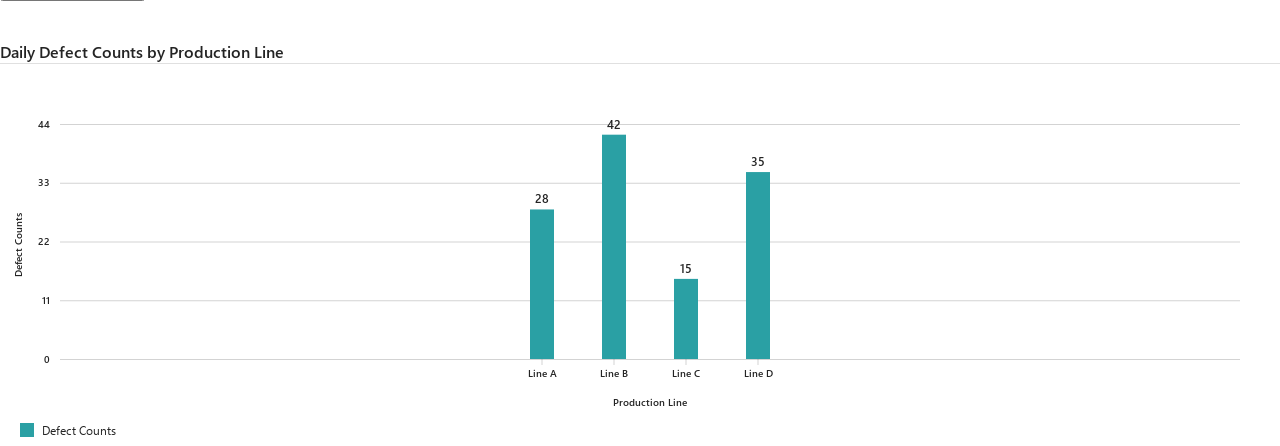 Daily Defect Counts by Production Line
44
33
22
11
0
Defect Counts
28
42
15
35
Line A
Line B
Line C
Line D
Production Line
Defect Counts